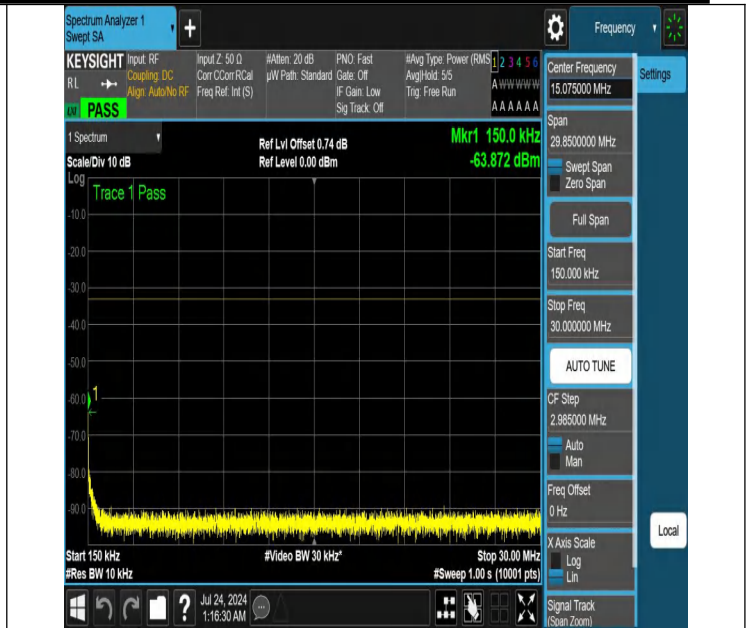 Spectrum Analyzer 1
Swept SA
+
Frequency
KEYSIGHT
RL
PASS
Input: RF
Coupling: DC
Align: Auto/No RF
Input Z: 50 Ω
Corr CCorr RCal
Freq Ref: Int (S)
#Atten: 20 dB
µW Path: Standard
PNO: Fast
Gate: Off
IF Gain: Low
Sig Track: Off
#Avg Type: Power (RMS
Avg|Hold: 5/5
Trig: Free Run
1 2 3 4 5 6
A W W W W W
A A A A A A
1 Spectrum
Scale/Div 10 dB
Log
Ref Lvl Offset 0.74 dB
Ref Level 0.00 dBm
Mkr1 150.0 kHz
-63.872 dBm
Trace 1 Pass
-10.0
-20.0
-30.0
-40.0
-50.0
-60.0
1
-70.0
-80.0
-90.0
Start 150 kHz
#Res BW 10 kHz
#Video BW 30 kHz*
Stop 30.00 MHz
#Sweep 1.00 s (10001 pts)
?
Jul 24, 2024
1:16:30 AM
Center Frequency
15.075000 MHz
Settings
Span
29.8500000 MHz
Swept Span
Zero Span
Full Span
Start Freq
150.000 kHz
Stop Freq
30.000000 MHz
AUTO TUNE
CF Step
2.985000 MHz
Auto
Man
Freq Offset
0 Hz
X Axis Scale
Log
Lin
Local
Signal Track
(Span Zoom)